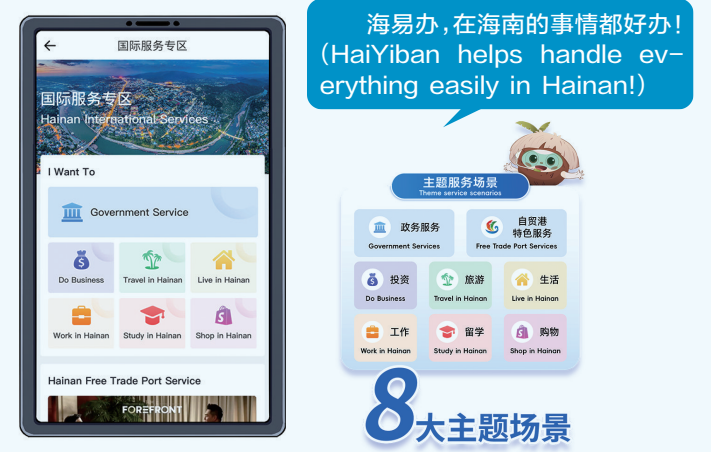 国际服务专区
国际服务专区
Hainan International Services
I Want To
Government Service
Do Business
Travel in Hainan
Live in Hainan
Work in Hainan
Study in Hainan
Shop in Hainan
Hainan Free Trade Port Service
FOREFRONT
海易办,在海南的事情都好办!
(HaiYiban helps handle ev-
erything easily in Hainan!)
主题服务场景
Theme service scenarios
政务服务
Government Services
自贸港
特色服务
Free Trade Port Services
投资
Do Business
旅游
Travel in Hainan
生活
Live in Hainan
工作
Work in Hainan
留学
Study in Hainan
购物
Shop in Hainan
8大主题场景